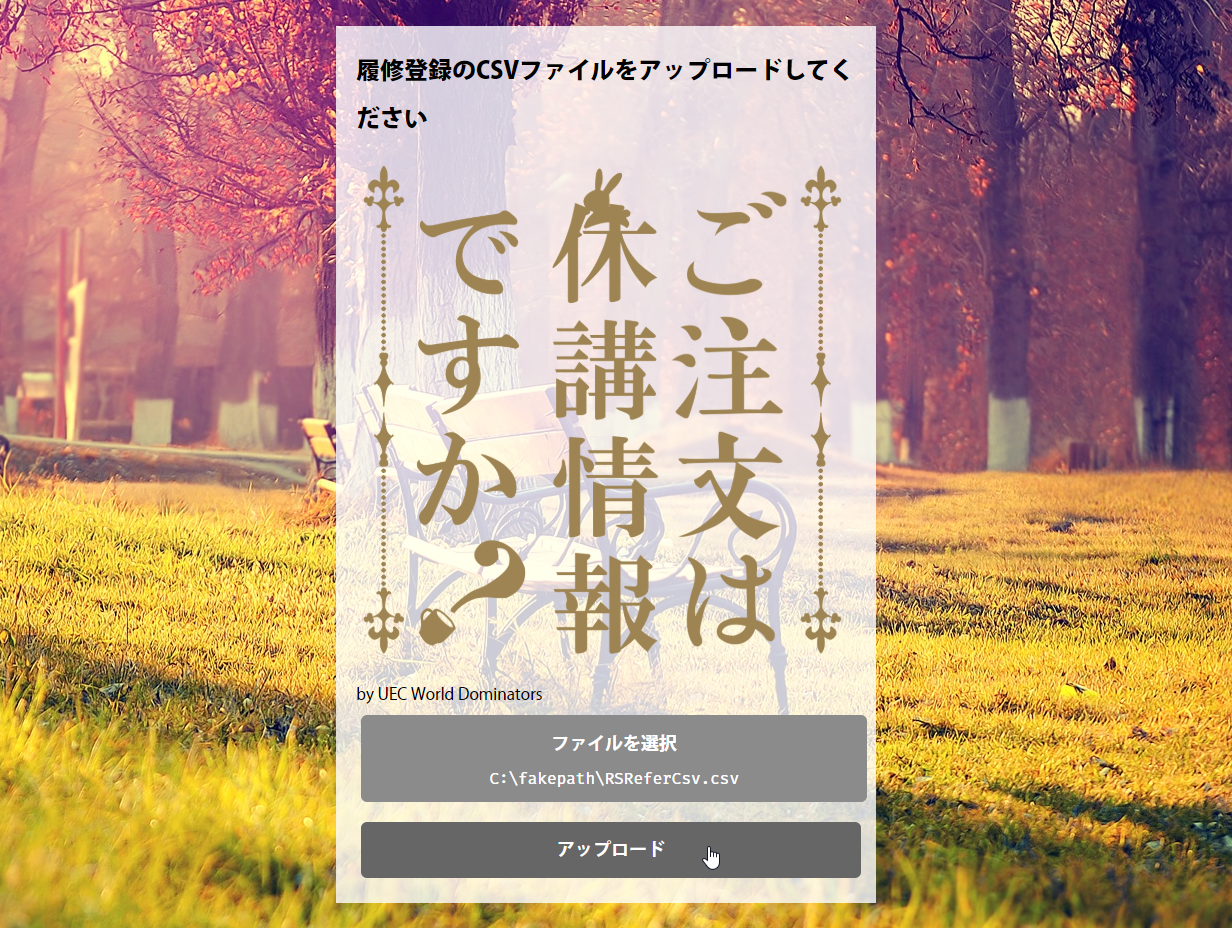 履修登録のCSVファイルをアップロードしてく
ださい
ご注文は
休講情報
ですか?
by UEC World Dominators
ファイルを選択
C:\fakepath\RSReferCsv.csv
アップロード